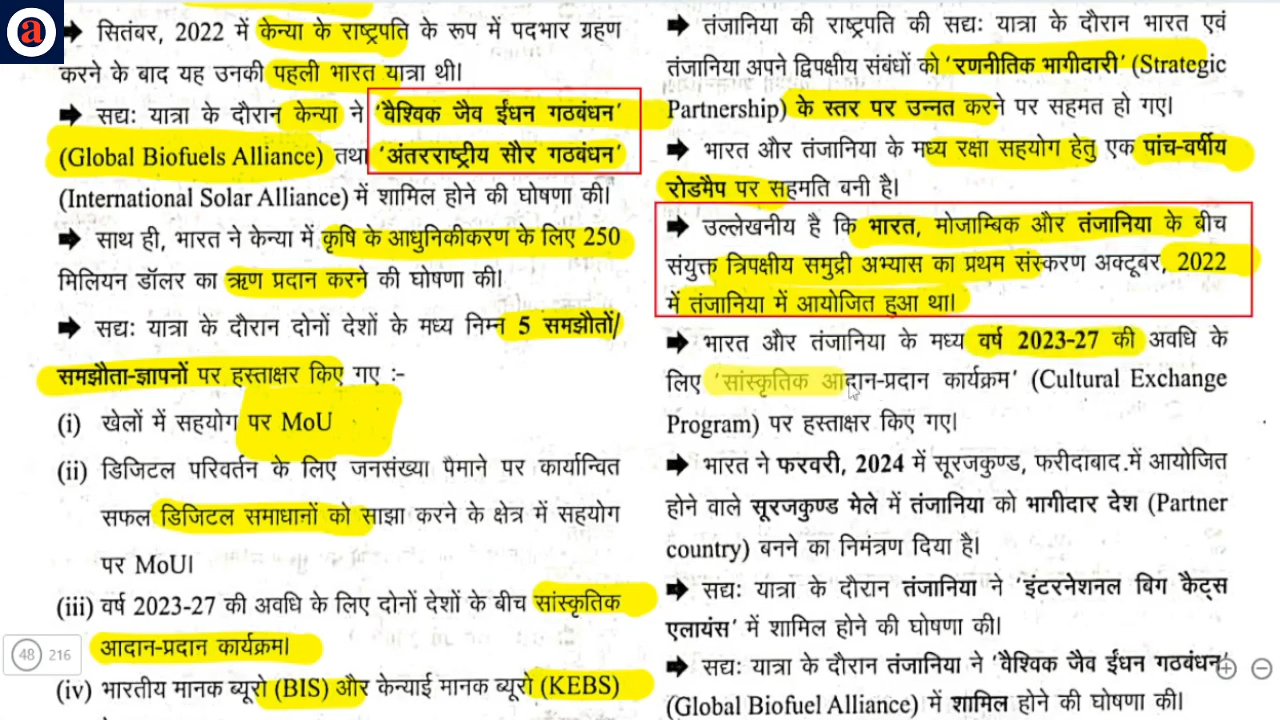 a
➡ सितंबर, 2022 में केन्या के राष्ट्रपति के रूप में पदभार ग्रहण
करने के बाद यह उनकी पहली भारत यात्रा थी।
➡ सद्यः यात्रा के दौरान केन्या ने 'वैश्विक जैव ईंधन गठबंधन'
(Global Biofuels Alliance) तथा 'अंतरराष्ट्रीय सौर गठबंधन'
(International Solar Alliance) में शामिल होने की घोषणा की।
➡ साथ ही, भारत ने केन्या में कृषि के आधुनिकीकरण के लिए 250
मिलियन डॉलर का ऋण प्रदान करने की घोषणा की।
➡ सद्यः यात्रा के दौरान दोनों देशों के मध्य निम्न 5 समझौतों/
समझौता-ज्ञापनों पर हस्ताक्षर किए गए :-
(i) खेलों में सहयोग पर MoU
(ii) डिजिटल परिवर्तन के लिए जनसंख्या पैमाने पर कार्यान्वित
सफल डिजिटल समाधानों को साझा करने के क्षेत्र में सहयोग
पर MoU।
(iii) वर्ष 2023-27 की अवधि के लिए दोनों देशों के बीच सांस्कृतिक
आदान-प्रदान कार्यक्रम।
(iv) भारतीय मानक ब्यूरो (BIS) और केन्याई मानक ब्यूरो (KEBS)
48 216
➡ तंजानिया की राष्ट्रपति की सद्यः यात्रा के दौरान भारत एवं
तंजानिया अपने द्विपक्षीय संबंधों को 'रणनीतिक भागीदारी' (Strategic
Partnership) के स्तर पर उन्नत करने पर सहमत हो गए।
➡ भारत और तंजानिया के मध्य रक्षा सहयोग हेतु एक पांच-वर्षीय
रोडमैप पर सहमति बनी है।
➡ उल्लेखनीय है कि भारत, मोजाम्बिक और तंजानिया के बीच
संयुक्त त्रिपक्षीय समुद्री अभ्यास का प्रथम संस्करण अक्टूबर, 2022
में तंजानिया में आयोजित हुआ था।
➡ भारत और तंजानिया के मध्य वर्ष 2023-27 की अवधि के
लिए 'सांस्कृतिक आदान-प्रदान कार्यक्रम' (Cultural Exchange
Program) पर हस्ताक्षर किए गए।
➡ भारत ने फरवरी, 2024 में सूरजकुण्ड, फरीदाबाद में आयोजित
होने वाले सूरजकुण्ड मेले में तंजानिया को भागीदार देश (Partner
country) बनने का निमंत्रण दिया है।
➡ सद्यः यात्रा के दौरान तंजानिया ने 'इंटरनेशनल बिग कैट्स
एलायंस' में शामिल होने की घोषणा की।
➡ सद्यः यात्रा के दौरान तंजानिया ने 'वैश्विक जैव ईंधन गठबंधन'
(Global Biofuel Alliance) में शामिल होने की घोषणा की।